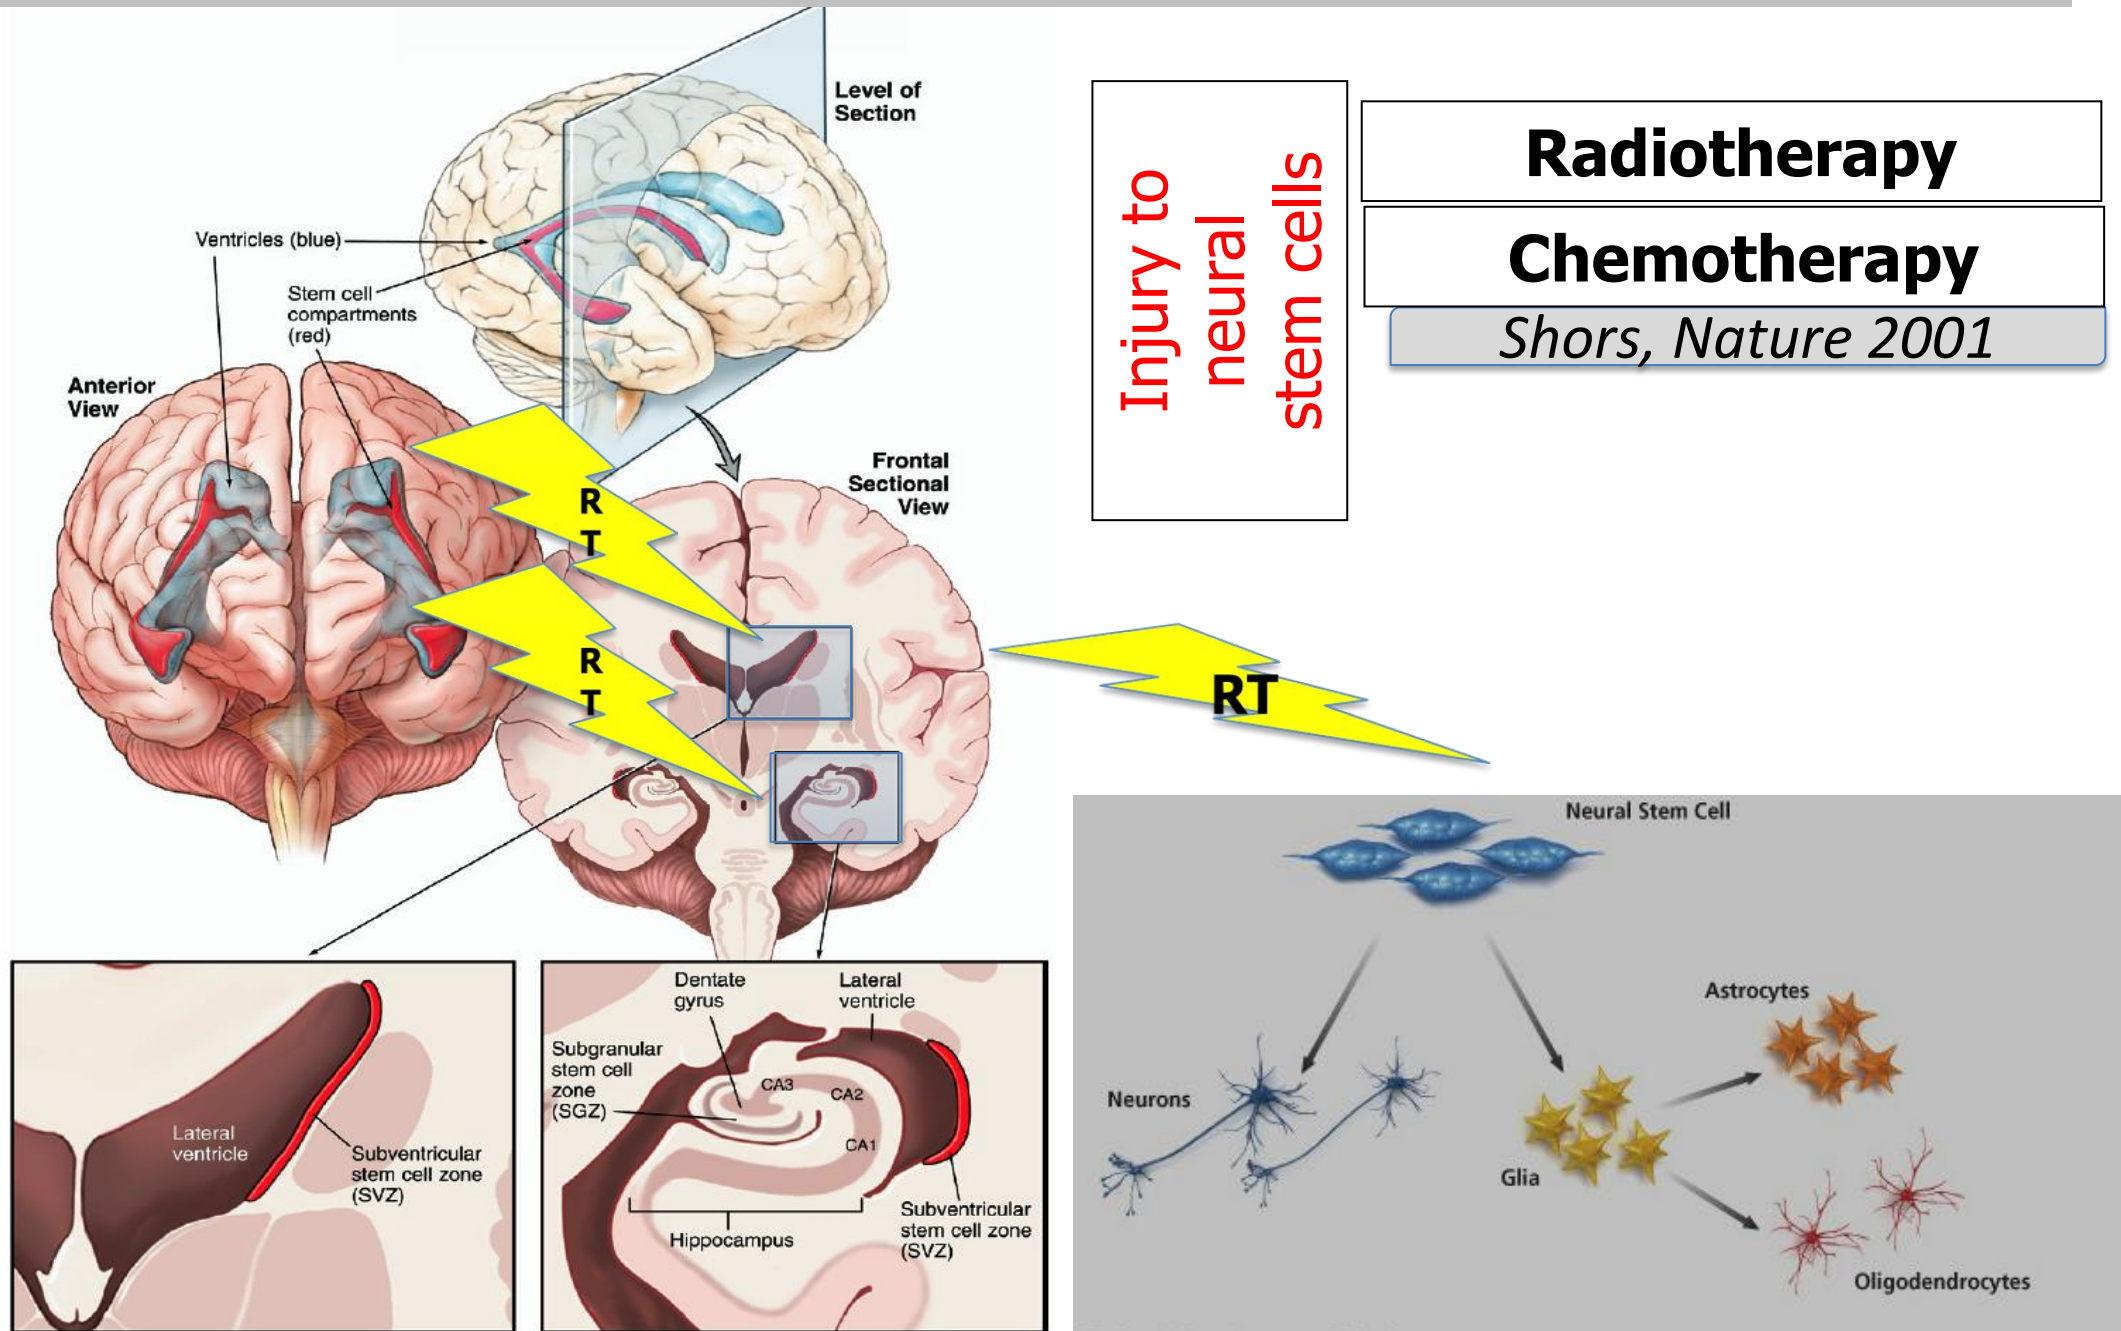 Level of
Section
Ventricles (blue)
Stem cell
compartments
(red)
Anterior
View
Frontal
Sectional
View
R
T
R
T
RT
Injury to
neural
stem cells
Radiotherapy
Chemotherapy
Shors, Nature 2001
Lateral
ventricle
Subventricular
stem cell zone
(SVZ)
Dentate
gyrus
Lateral
ventricle
Subgranular
stem cell
zone
(SGZ)
CA3
CA2
CA1
Hippocampus
Subventricular
stem cell zone
(SVZ)
Neural Stem Cell
Neurons
Glia
Astrocytes
Oligodendrocytes